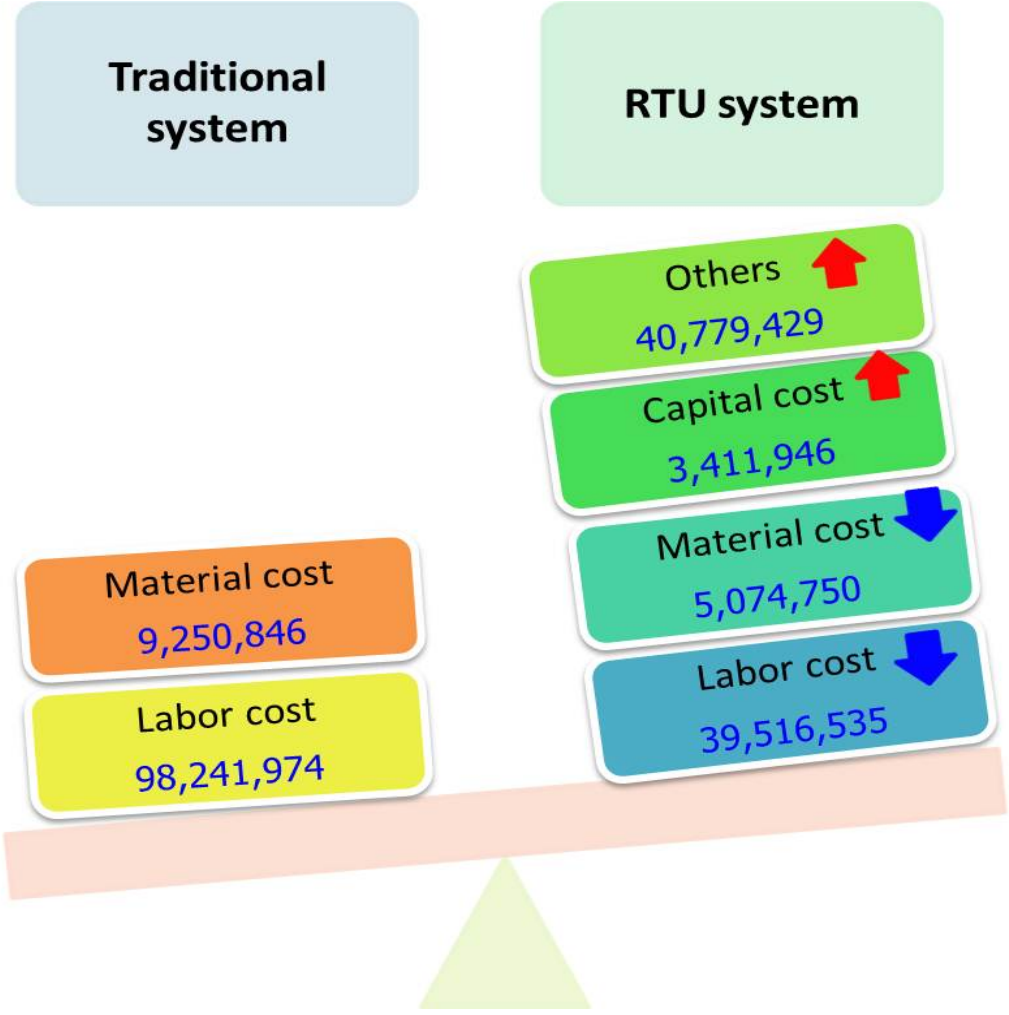 Traditional
system
RTU system
Others
40,779,429
Capital cost
3,411,946
Material cost
5,074,750
Labor cost
39,516,535
Material cost
9,250,846
Labor cost
98,241,974